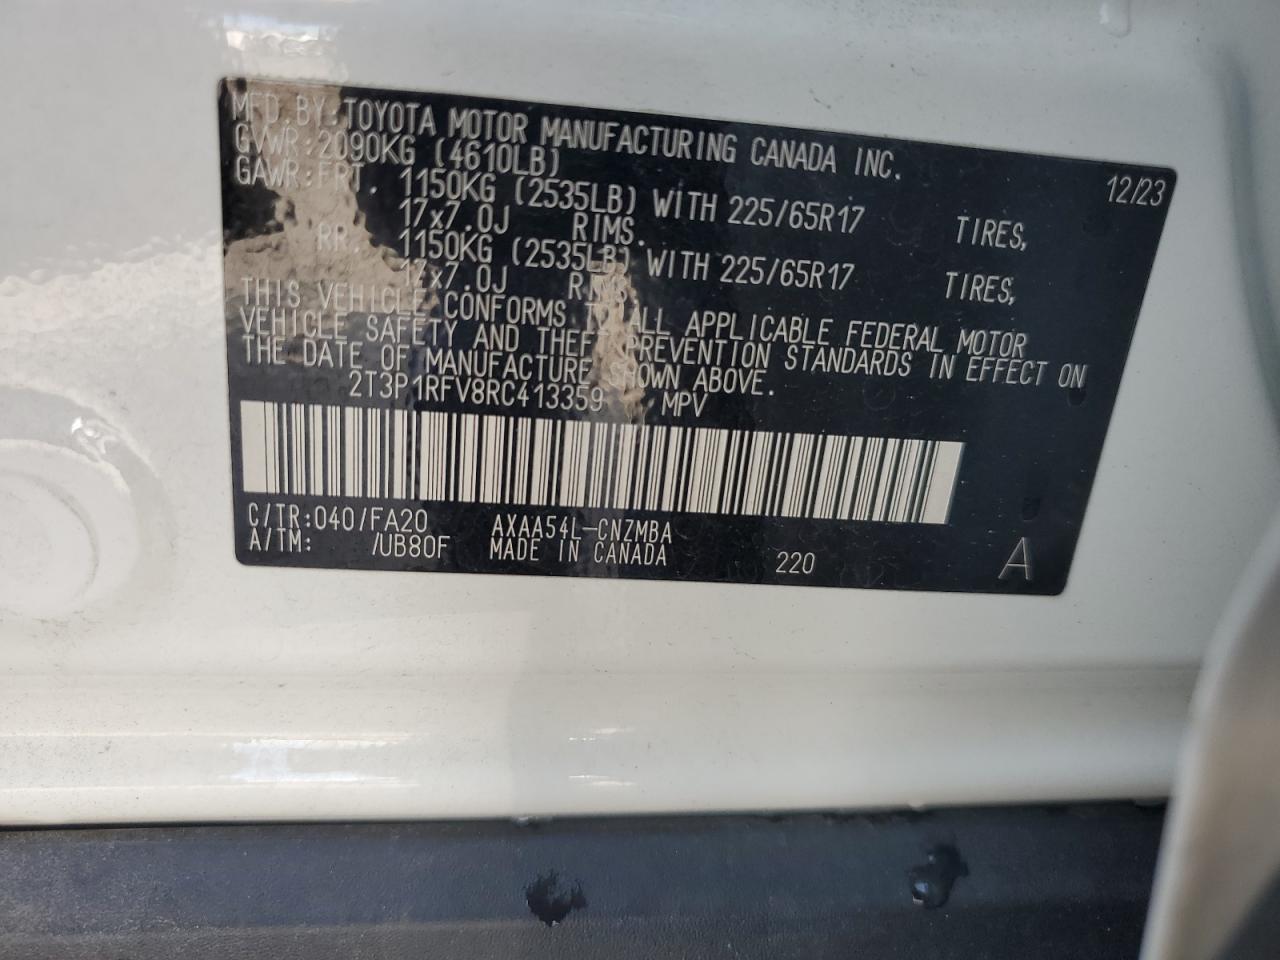 MFD.BY:TOYOTA MOTOR MANUFACTURING CANADA INC. 12/23
GVWR:2090KG (4610LB)
GAWR:FRT. 1150KG (2535LB) WITH 225/65R17 TIRES,
17x7.0J RIMS.
RR. 1150KG (2535LB) WITH 225/65R17 TIRES,
17x7.0J RIMS.
THIS VEHICLE CONFORMS TO ALL APPLICABLE FEDERAL MOTOR
VEHICLE SAFETY AND THEFT PREVENTION STANDARDS IN EFFECT ON
THE DATE OF MANUFACTURE SHOWN ABOVE.
2T3P1RFV8RC413359 MPV
C/TR:040/FA20 AXAA54L-CNZMBA
A/TM: /UB80F MADE IN CANADA 220 A